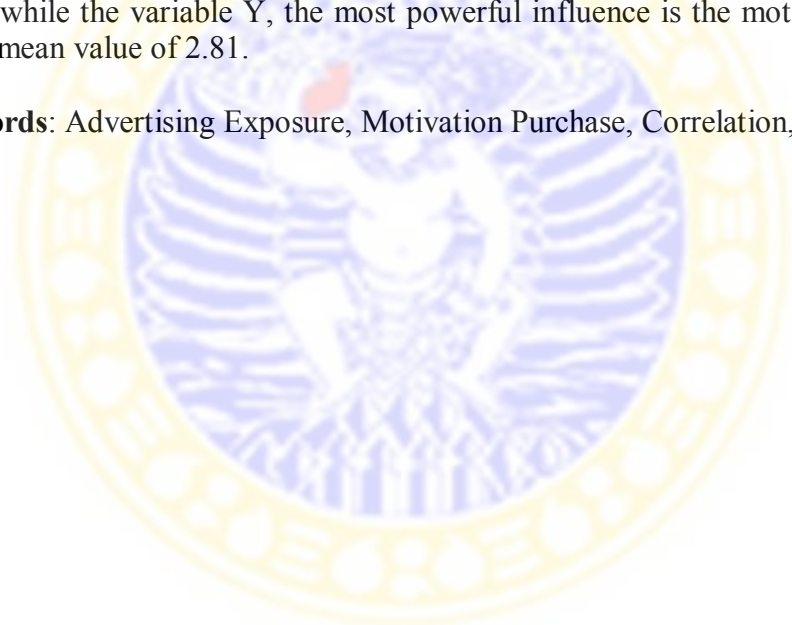 while the variable Y, the most powerful influence is the mot
mean value of 2.81.
ords: Advertising Exposure, Motivation Purchase, Correlation,